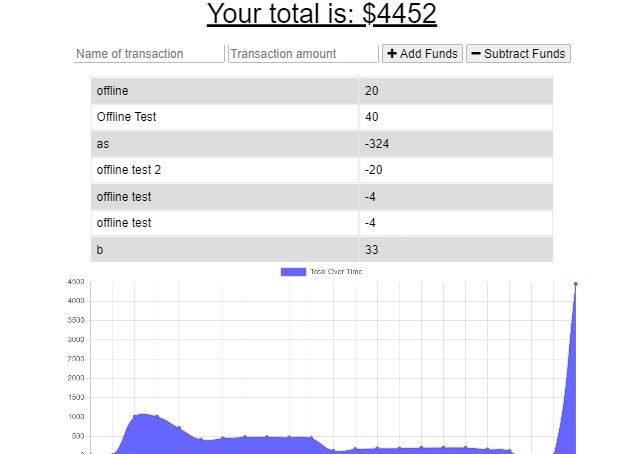 Your total is: $4452
Name of transaction Transaction amount + Add Funds − Subtract Funds
offline 20
Offline Test 40
as -324
offline test 2 -20
offline test -4
offline test -4
b 33
Total Over Time
4500
4000
3500
3000
2500
2000
1500
1000
500